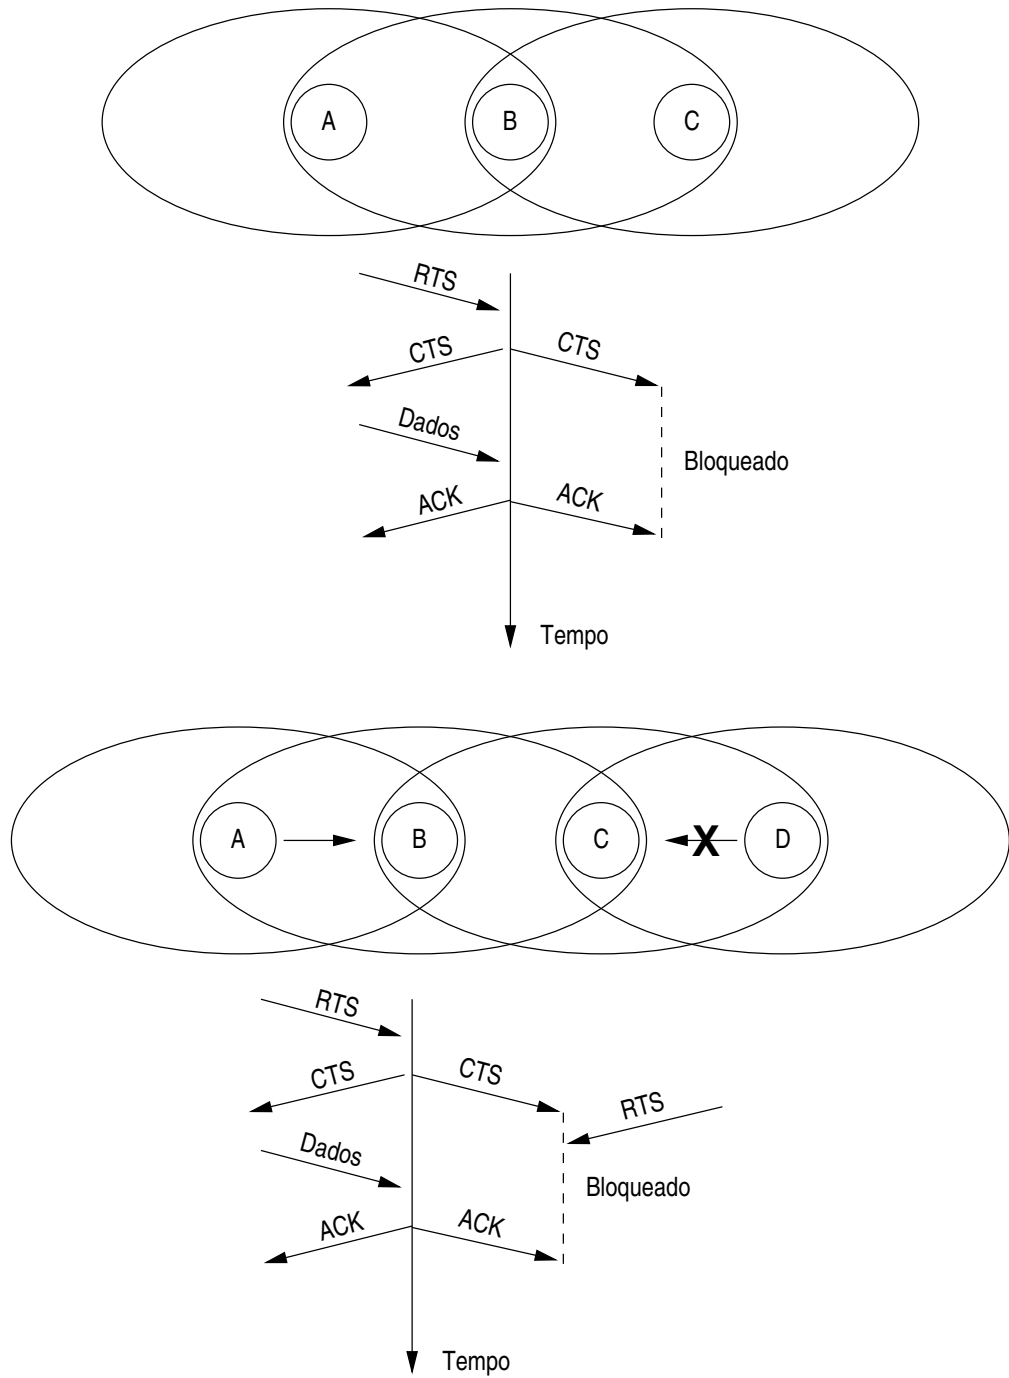 A B C
RTS
CTS CTS
Dados
Bloqueado
ACK ACK
Tempo
A B C X D
RTS
CTS CTS
RTS
Dados
Bloqueado
ACK ACK
Tempo